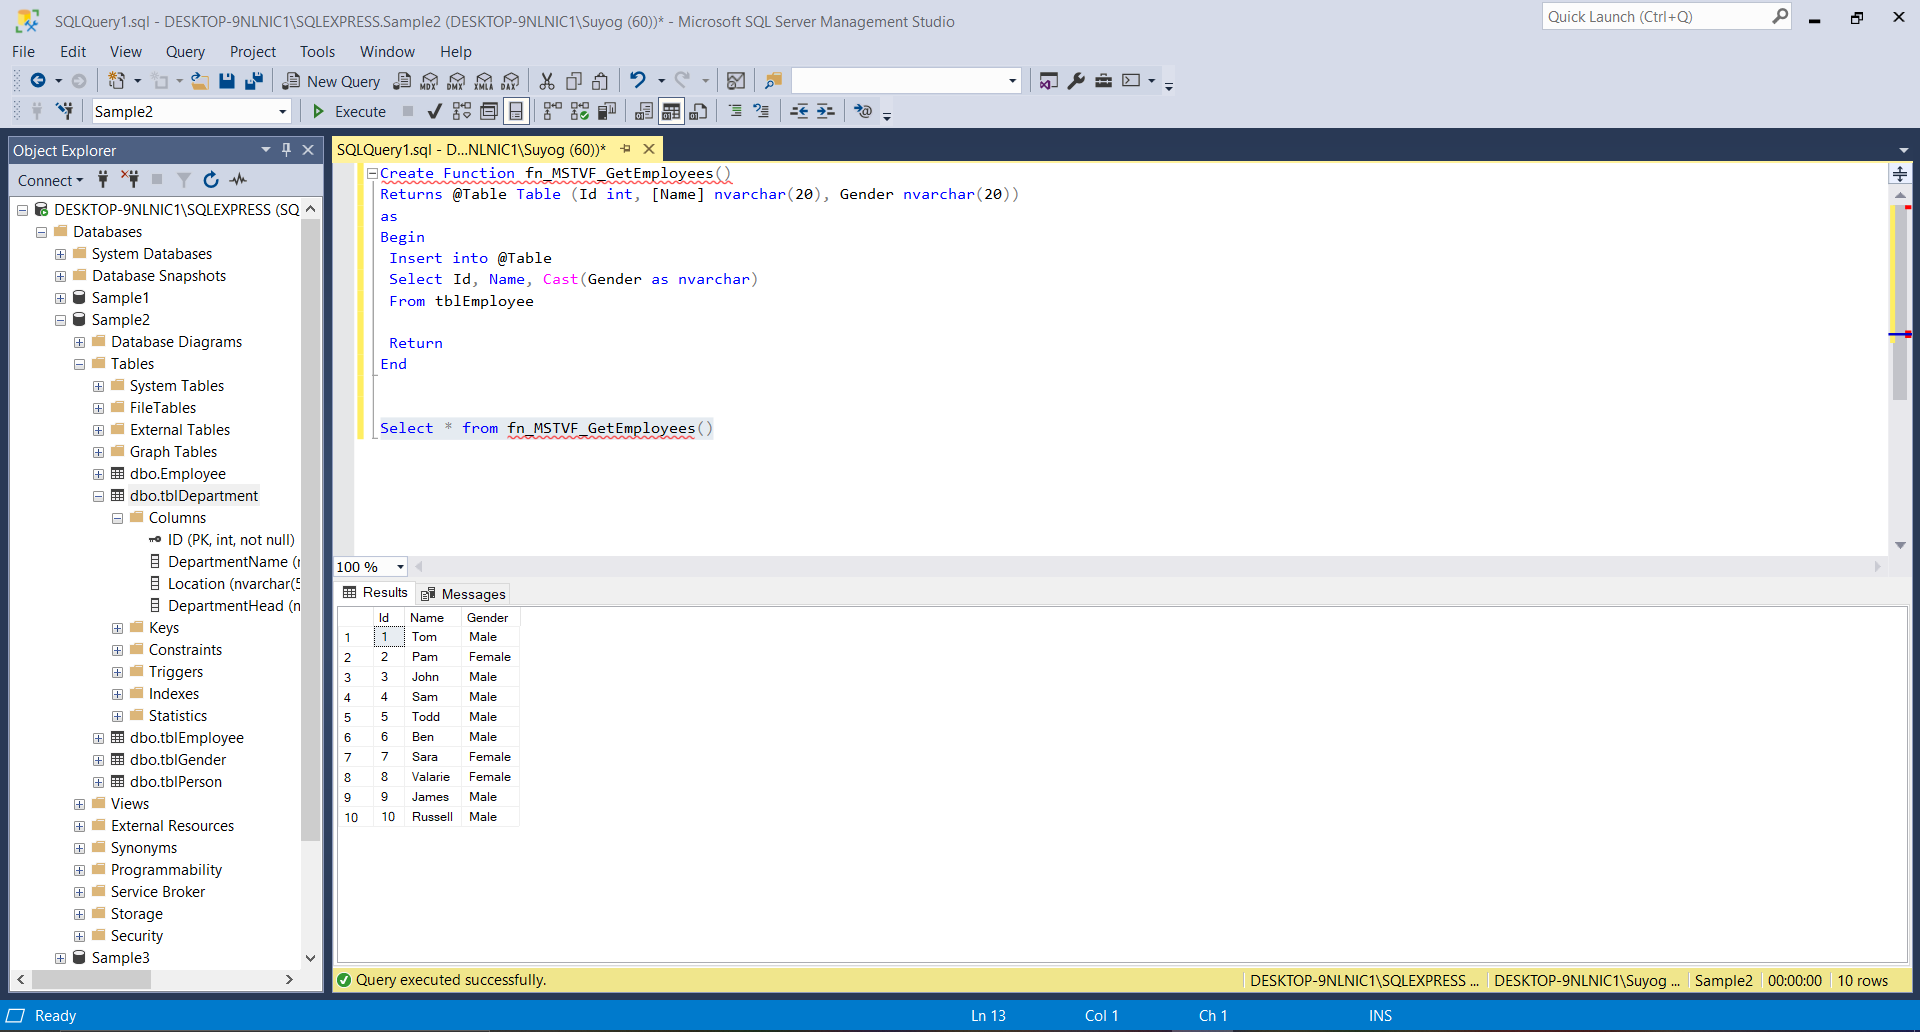 SQLQuery1.sql - DESKTOP-9NLNIC1\SQLEXPRESS.Sample2 (DESKTOP-9NLNIC1\Suyog (60))* - Microsoft SQL Server Management Studio
Quick Launch (Ctrl+Q)
File Edit View Query Project Tools Window Help
New Query MDX DMX XMLA DAX
Sample2 Execute
Object Explorer
Connect
DESKTOP-9NLNIC1\SQLEXPRESS (SQ
Databases
System Databases
Database Snapshots
Sample1
Sample2
Database Diagrams
Tables
System Tables
FileTables
External Tables
Graph Tables
dbo.Employee
dbo.tblDepartment
Columns
ID (PK, int, not null)
DepartmentName (n
Location (nvarchar(5
DepartmentHead (n
Keys
Constraints
Triggers
Indexes
Statistics
dbo.tblEmployee
dbo.tblGender
dbo.tblPerson
Views
External Resources
Synonyms
Programmability
Service Broker
Storage
Security
Sample3
SQLQuery1.sql - D...NLNIC1\Suyog (60))*
Create Function fn_MSTVF_GetEmployees()
Returns @Table Table (Id int, [Name] nvarchar(20), Gender nvarchar(20))
as
Begin
Insert into @Table
Select Id, Name, Cast(Gender as nvarchar)
From tblEmployee
Return
End
Select * from fn_MSTVF_GetEmployees()
100 %
Results Messages
Id Name Gender
1 1 Tom Male
2 2 Pam Female
3 3 John Male
4 4 Sam Male
5 5 Todd Male
6 6 Ben Male
7 7 Sara Female
8 8 Valarie Female
9 9 James Male
10 10 Russell Male
Query executed successfully. DESKTOP-9NLNIC1\SQLEXPRESS ... DESKTOP-9NLNIC1\Suyog ... Sample2 00:00:00 10 rows
Ready Ln 13 Col 1 Ch 1 INS